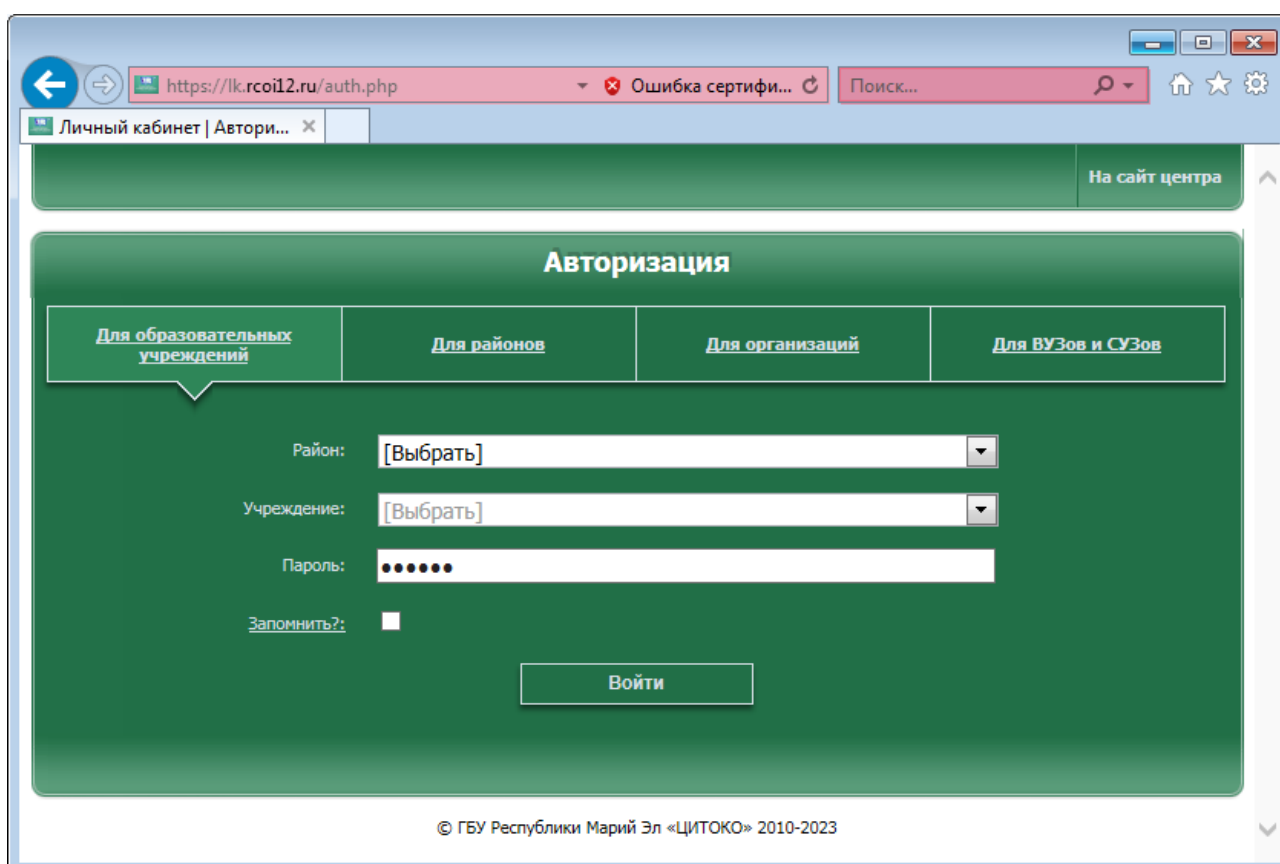 https://lk.rcoi12.ru/auth.php
Ошибка сертифи...
Поиск...
Личный кабинет | Автори...
На сайт центра
Авторизация
Для образовательных
учреждений
Для районов
Для организаций
Для ВУЗов и СУЗов
Район:
[Выбрать]
Учреждение:
[Выбрать]
Пароль:
••••••
Запомнить?:
Войти
© ГБУ Республики Марий Эл «ЦИТОКО» 2010-2023